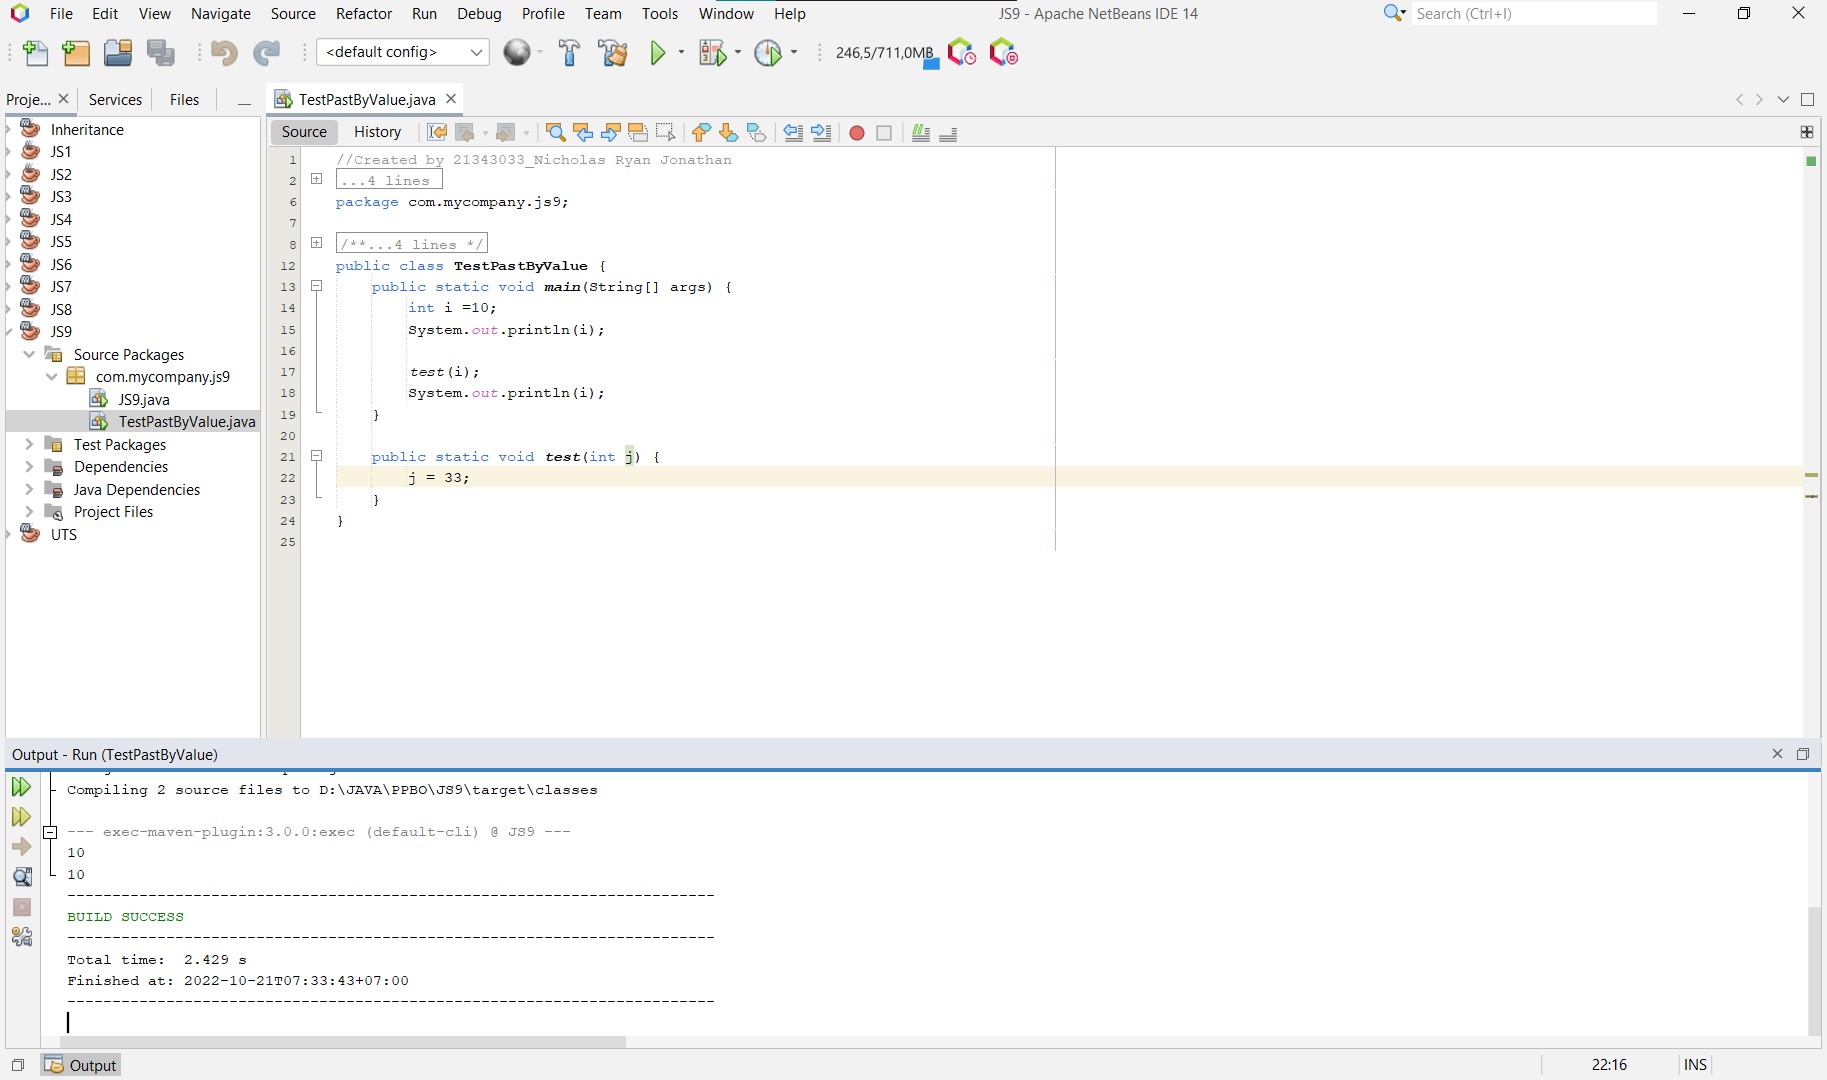 File Edit View Navigate Source Refactor Run Debug Profile Team Tools Window Help JS9 - Apache NetBeans IDE 14 Search (Ctrl+I)
<default config> 246,5/711,0MB
Proje... Services Files TestPastByValue.java
Source History
Inheritance
JS1
JS2
JS3
JS4
JS5
JS6
JS7
JS8
JS9
Source Packages
com.mycompany.js9
JS9.java
TestPastByValue.java
Test Packages
Dependencies
Java Dependencies
Project Files
UTS
1 //Created by 21343033_Nicholas Ryan Jonathan
2 ...4 lines
6 package com.mycompany.js9;
7
8 /**...4 lines */
12 public class TestPastByValue {
13 public static void main(String[] args) {
14 int i =10;
15 System.out.println(i);
16
17 test(i);
18 System.out.println(i);
19 }
20
21 public static void test(int j) {
22 j = 33;
23 }
24 }
25
Output - Run (TestPastByValue)
Compiling 2 source files to D:\JAVA\PPBO\JS9\target\classes
--- exec-maven-plugin:3.0.0:exec (default-cli) @ JS9 ---
10
10
------------------------------------------------------------------------
BUILD SUCCESS
------------------------------------------------------------------------
Total time:  2.429 s
Finished at: 2022-10-21T07:33:43+07:00
------------------------------------------------------------------------
Output 22:16 INS